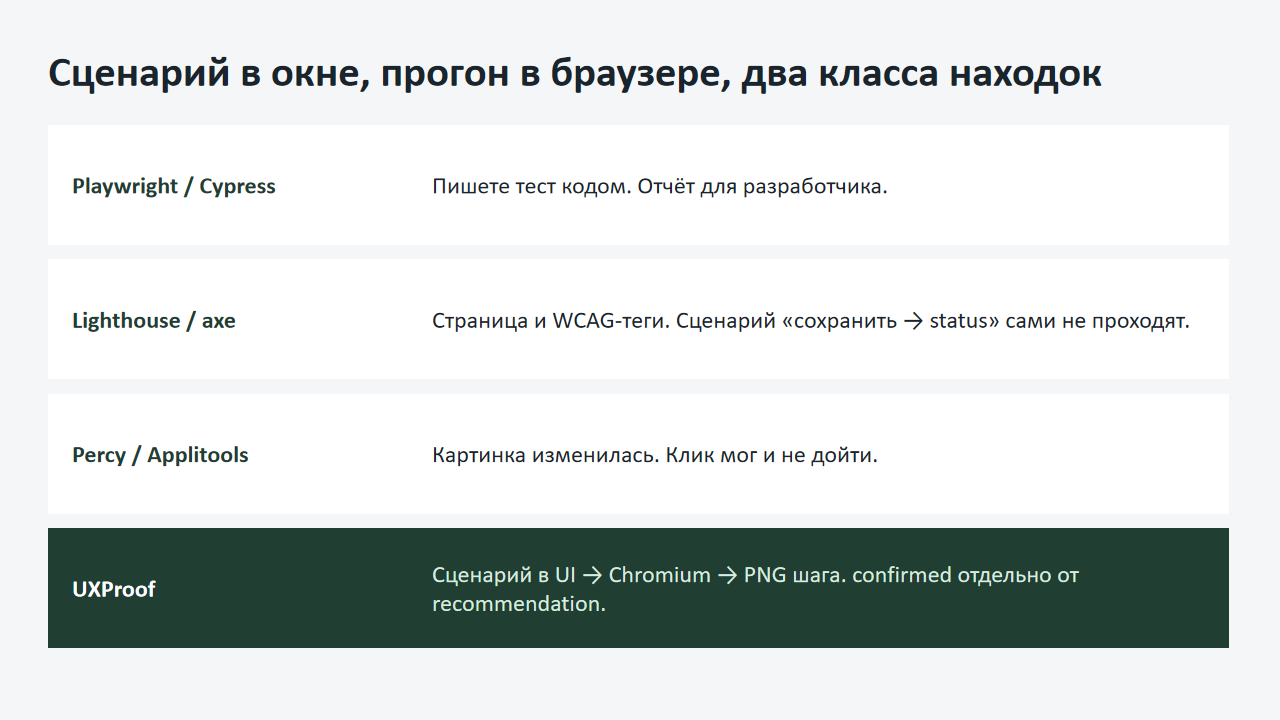 Сценарий в окне, прогон в браузере, два класса находок
Playwright / Cypress
Пишете тест кодом. Отчёт для разработчика.
Lighthouse / axe
Страница и WCAG-теги. Сценарий «сохранить → status» сами не проходят.
Percy / Applitools
Картинка изменилась. Клик мог и не дойти.
UXProof
Сценарий в UI → Chromium → PNG шага. confirmed отдельно от
recommendation.